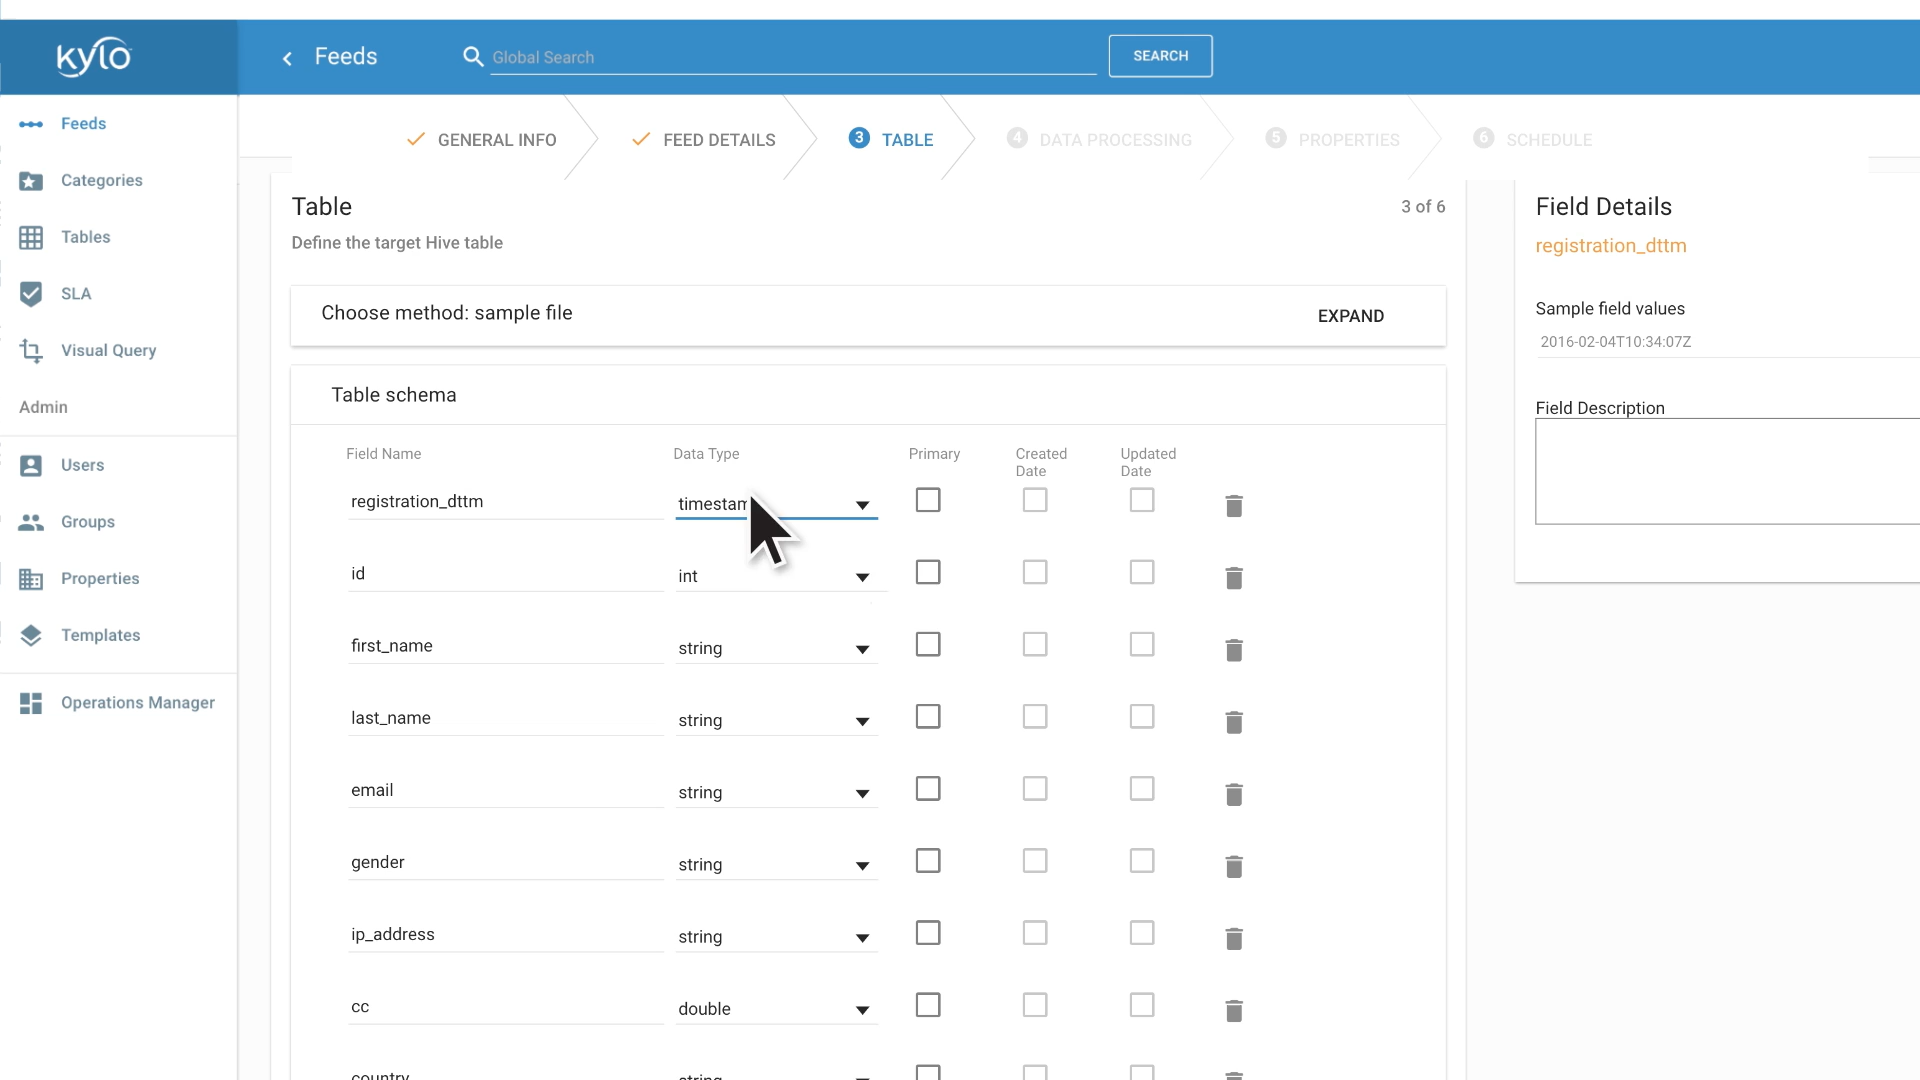 kylo
Feeds
Global Search
SEARCH
Feeds
Categories
Tables
SLA
Visual Query
Admin
Users
Groups
Properties
Templates
Operations Manager
GENERAL INFO
FEED DETAILS
3 TABLE
4 DATA PROCESSING
5 PROPERTIES
6 SCHEDULE
Table
3 of 6
Define the target Hive table
Choose method: sample file
EXPAND
Table schema
Field Name Data Type Primary Created Date Updated Date
registration_dttm
id int
first_name string
last_name string
email string
gender string
ip_address string
cc double
country string
Field Details
registration_dttm
Sample field values
2016-02-04T10:34:07Z
Field Description